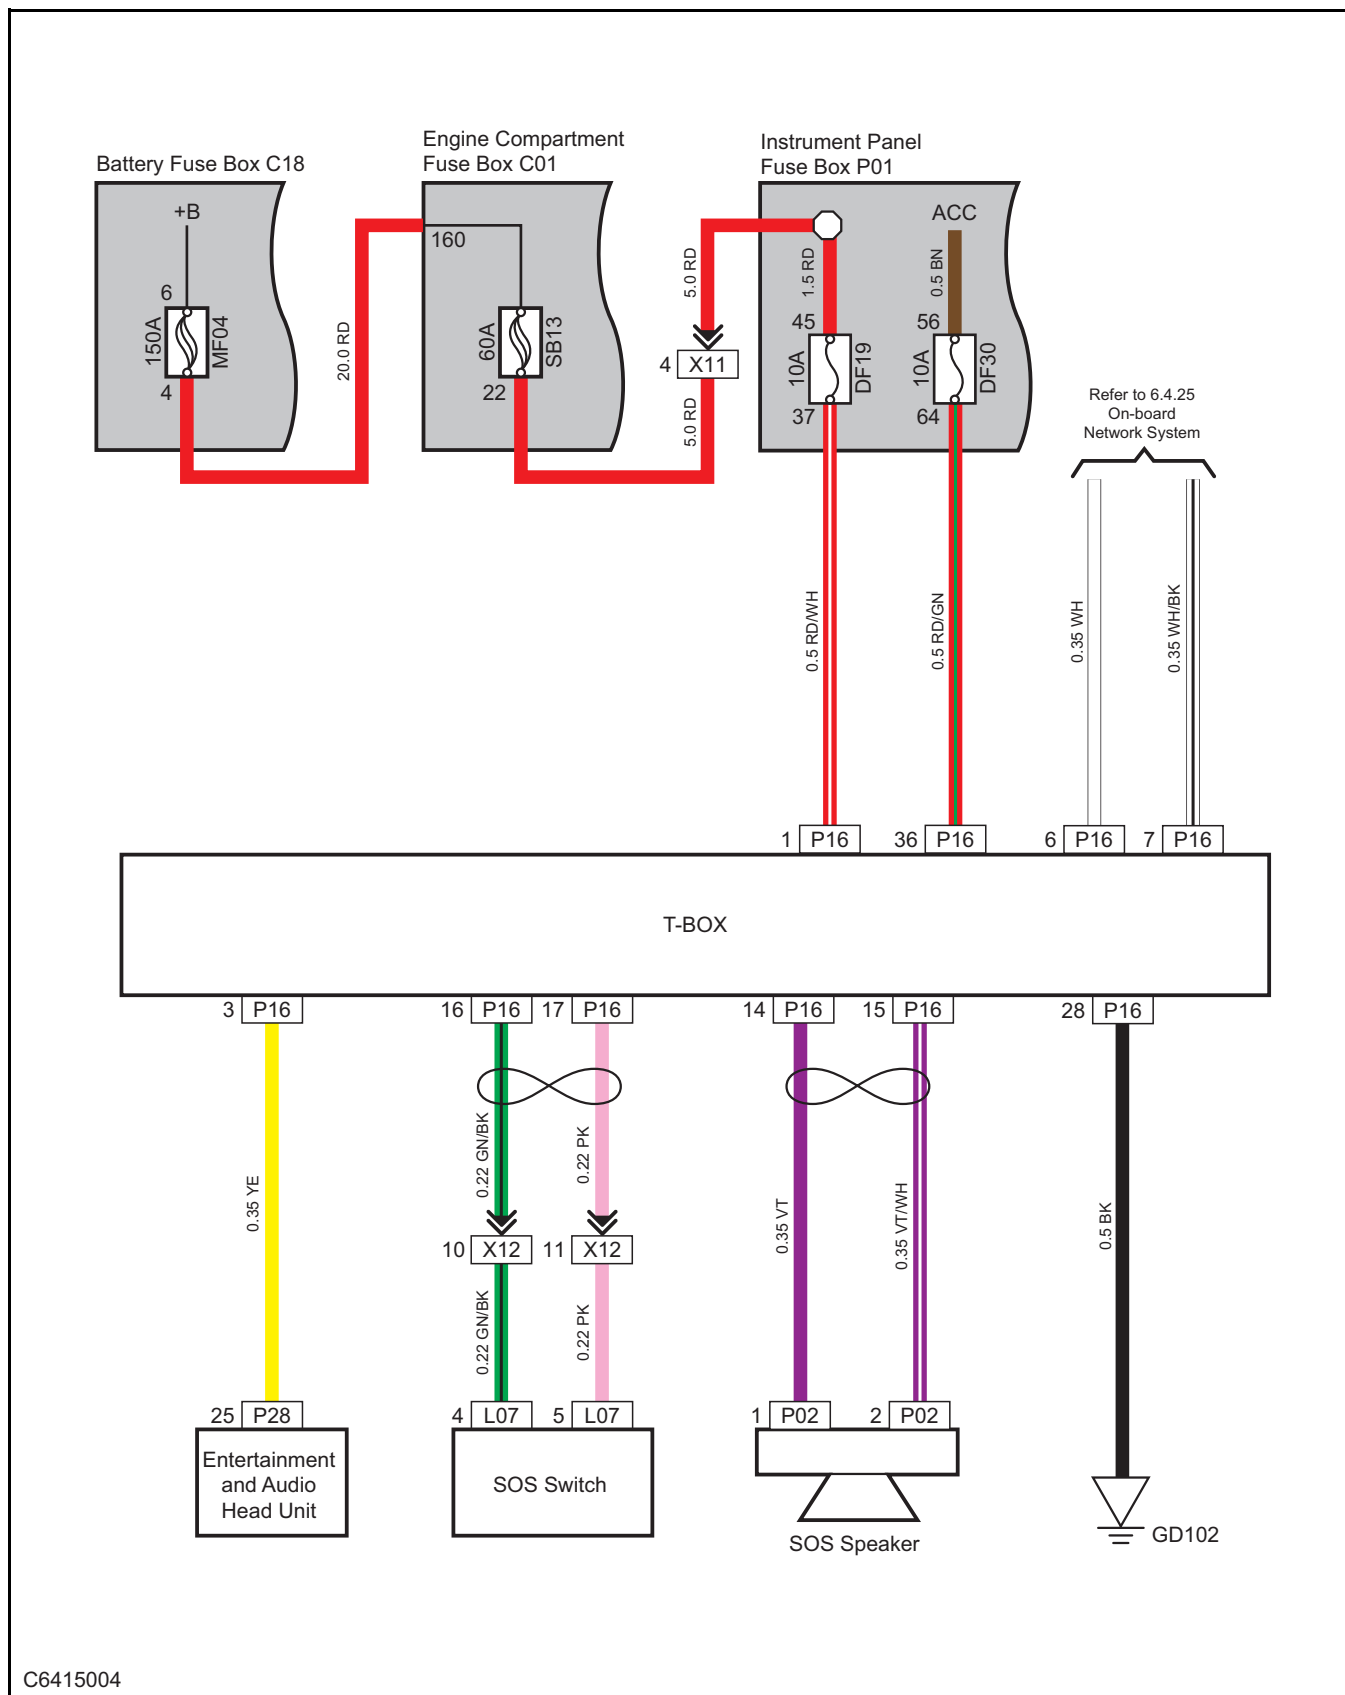 Battery Fuse Box C18
Engine Compartment
Fuse Box C01
Instrument Panel
Fuse Box P01
+B
6
150A
MF04
4
20.0 RD
160
60A
SB13
22
5.0 RD
4 X11
5.0 RD
1.5 RD
45
10A
DF19
37
ACC
0.5 BN
56
10A
DF30
64
Refer to 6.4.25
On-board
Network System
0.5 RD/WH
0.5 RD/GN
0.35 WH
0.35 WH/BK
1 P16
36 P16
6 P16
7 P16
T-BOX
3 P16
16 P16
17 P16
14 P16
15 P16
28 P16
0.35 YE
0.22 GN/BK
0.22 PK
0.35 VT
0.35 VT/WH
0.5 BK
10 X12
11 X12
0.22 GN/BK
0.22 PK
25 P28
4 L07
5 L07
1 P02
2 P02
Entertainment
and Audio
Head Unit
SOS Switch
SOS Speaker
GD102
C6415004